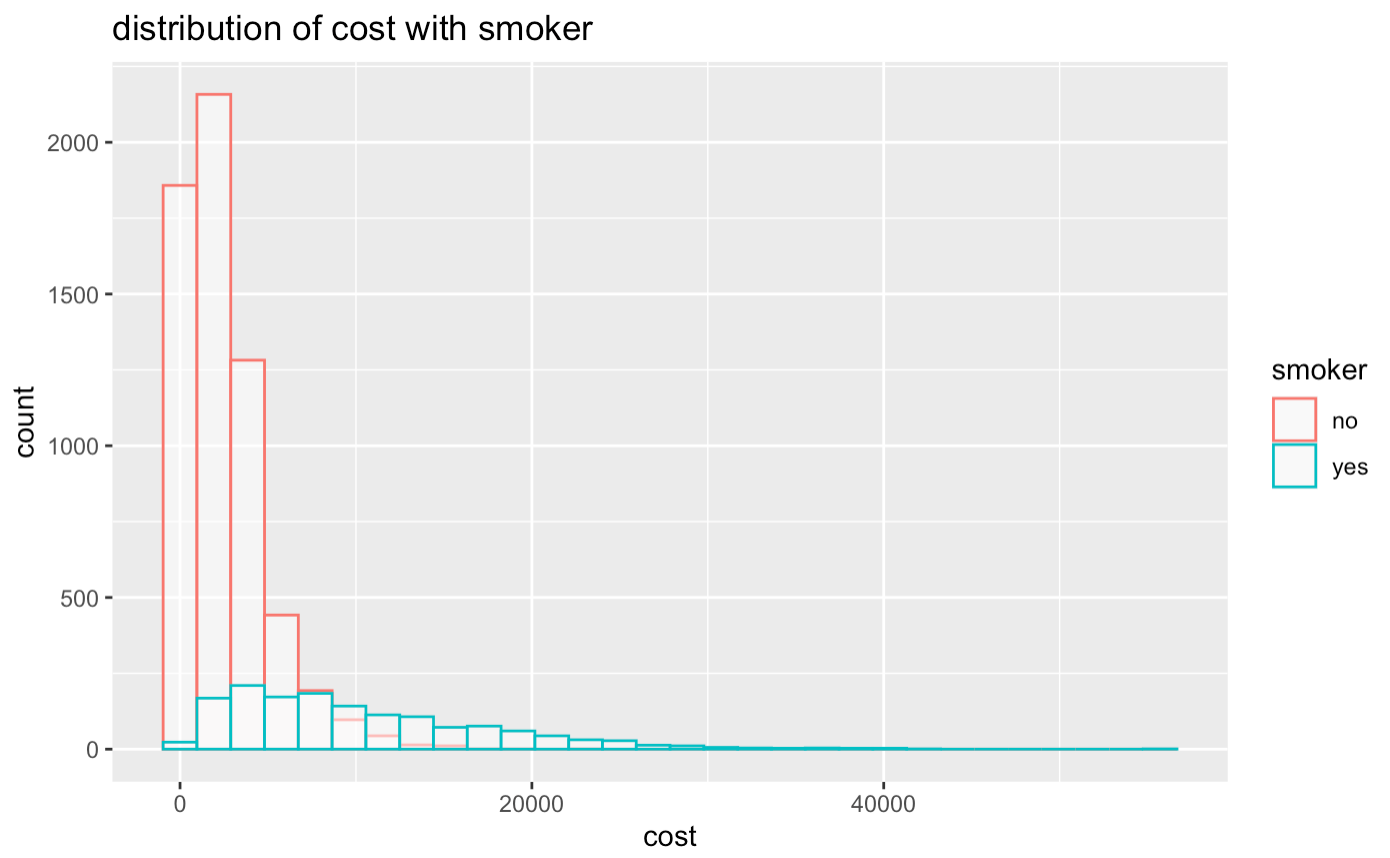 distribution of cost with smoker
2000
1500
1000
500
0
count
0 20000 40000
cost
smoker
no
yes